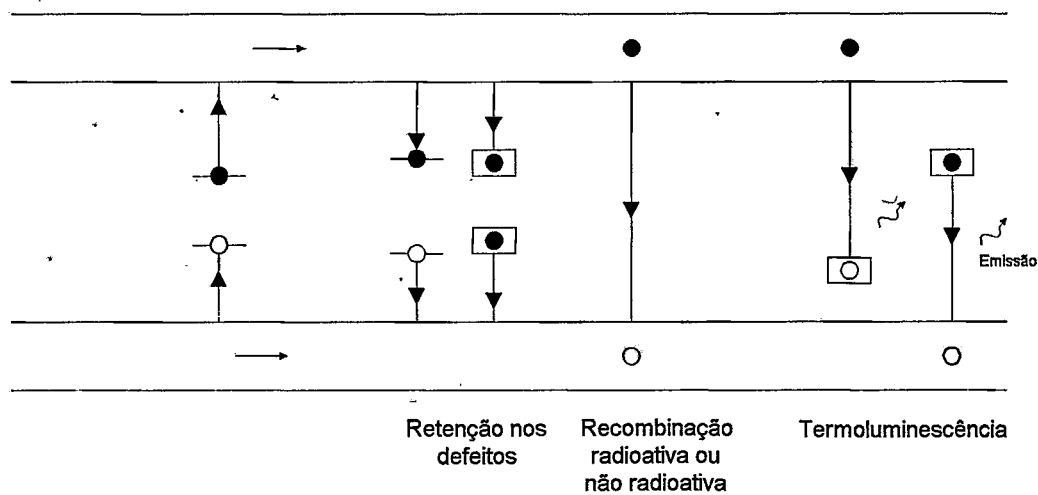 Emissão
Retenção nos
defeitos
Recombinação
radioativa ou
não radioativa
Termoluminescência